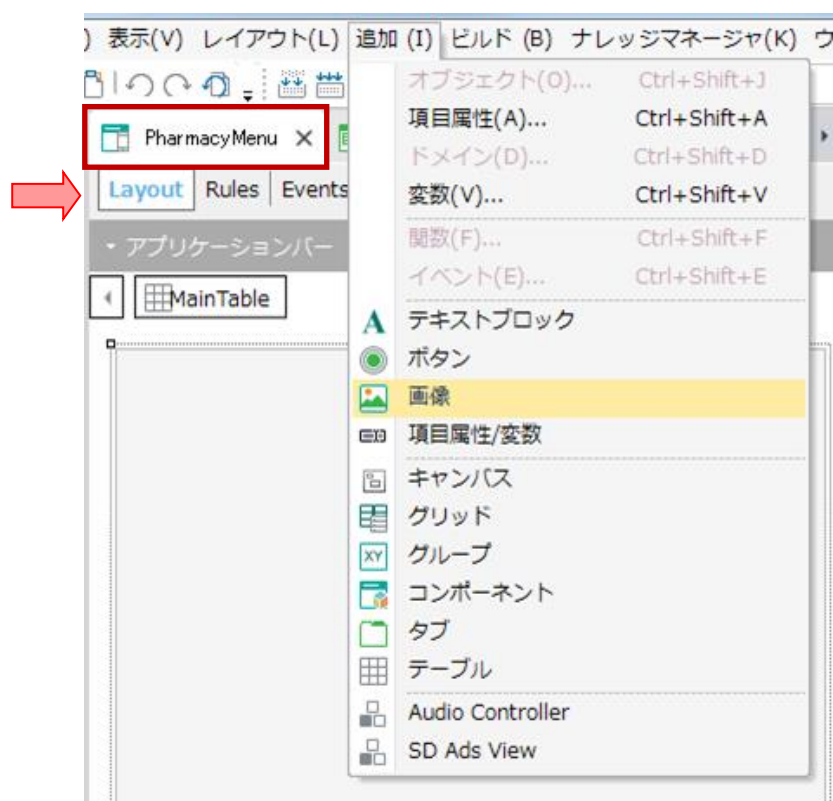 ) 表示(V) レイアウト(L) 追加 (I) ビルド (B) ナレッジマネージャ(K) ウ
オブジェクト(O)... Ctrl+Shift+J
項目属性(A)... Ctrl+Shift+A
PharmacyMenu
ドメイン(D)... Ctrl+Shift+D
Layout Rules Events
変数(V)... Ctrl+Shift+V
関数(F)... Ctrl+Shift+F
アプリケーションバー
イベント(E)... Ctrl+Shift+E
MainTable
A テキストブロック
ボタン
画像
項目属性/変数
キャンバス
グリッド
XY グループ
コンポーネント
タブ
テーブル
Audio Controller
SD Ads View